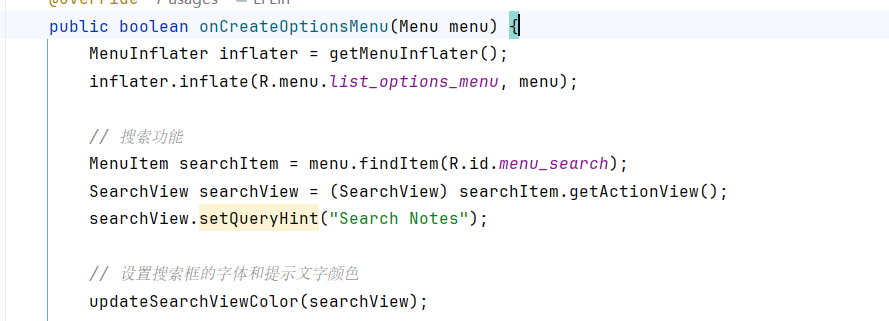 @Override 7 usages
public boolean onCreateOptionsMenu(Menu menu) {
MenuInflater inflater = getMenuInflater();
inflater.inflate(R.menu.list_options_menu, menu);
// 搜索功能
MenuItem searchItem = menu.findItem(R.id.menu_search);
SearchView searchView = (SearchView) searchItem.getActionView();
searchView.setQueryHint("Search Notes");
// 设置搜索框的字体和提示文字颜色
updateSearchViewColor(searchView);